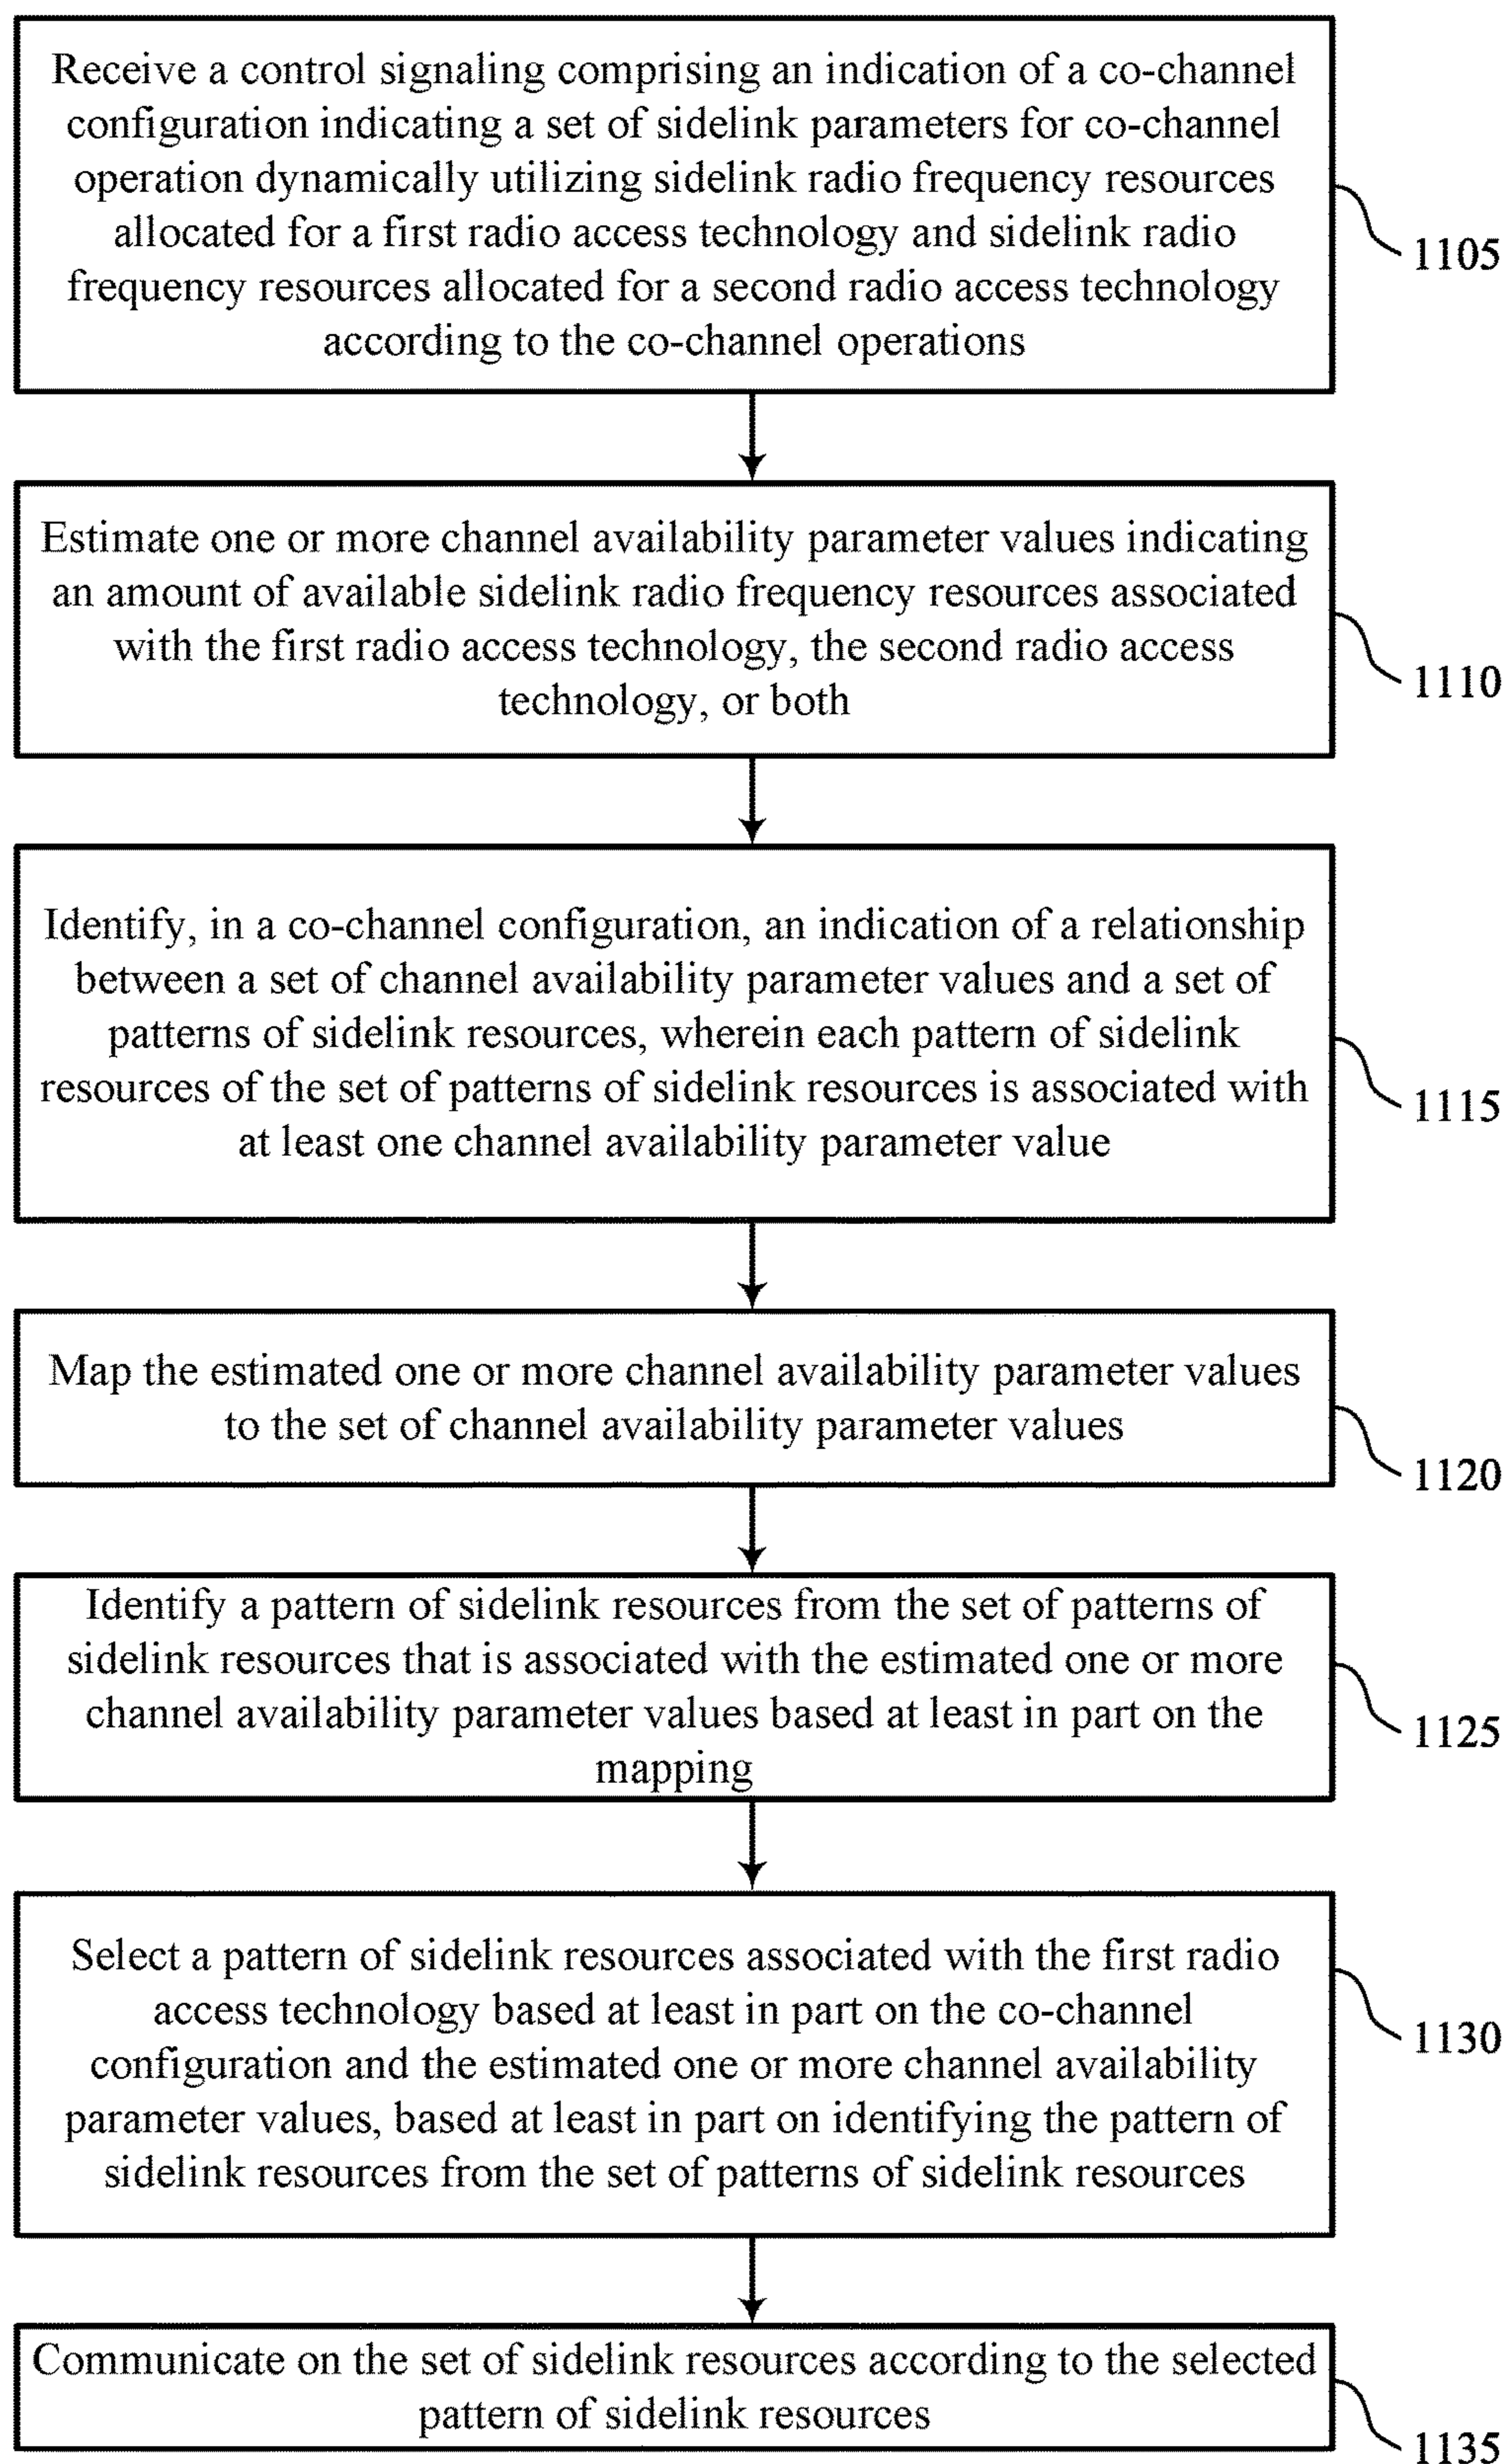 Receive a control signaling comprising an indication of a co-channel
configuration indicating a set of sidelink parameters for co-channel
operation dynamically utilizing sidelink radio frequency resources
allocated for a first radio access technology and sidelink radio
frequency resources allocated for a second radio access technology
according to the co-channel operations
1105
Estimate one or more channel availability parameter values indicating
an amount of available sidelink radio frequency resources associated
with the first radio access technology, the second radio access
technology, or both
1110
Identify, in a co-channel configuration, an indication of a relationship
between a set of channel availability parameter values and a set of
patterns of sidelink resources, wherein each pattern of sidelink
resources of the set of patterns of sidelink resources is associated with
at least one channel availability parameter value
1115
Map the estimated one or more channel availability parameter values
to the set of channel availability parameter values
1120
Identify a pattern of sidelink resources from the set of patterns of
sidelink resources that is associated with the estimated one or more
channel availability parameter values based at least in part on the
mapping
1125
Select a pattern of sidelink resources associated with the first radio
access technology based at least in part on the co-channel
configuration and the estimated one or more channel availability
parameter values, based at least in part on identifying the pattern of
sidelink resources from the set of patterns of sidelink resources
1130
Communicate on the set of sidelink resources according to the selected
pattern of sidelink resources
1135